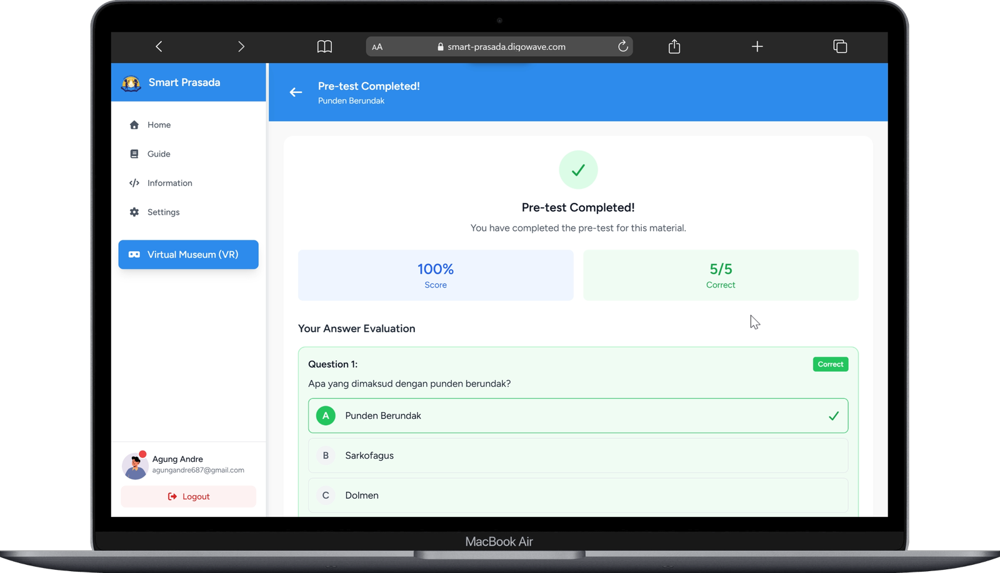 AA smart-prasada.diqowave.com
Smart Prasada
Home
Guide
Information
Settings
Virtual Museum (VR)
Agung Andre
agungandre687@gmail.com
Logout
Pre-test Completed!
Punden Berundak
Pre-test Completed!
You have completed the pre-test for this material.
100%
Score
5/5
Correct
Your Answer Evaluation
Question 1:
Correct
Apa yang dimaksud dengan punden berundak?
A Punden Berundak
B Sarkofagus
C Dolmen
MacBook Air